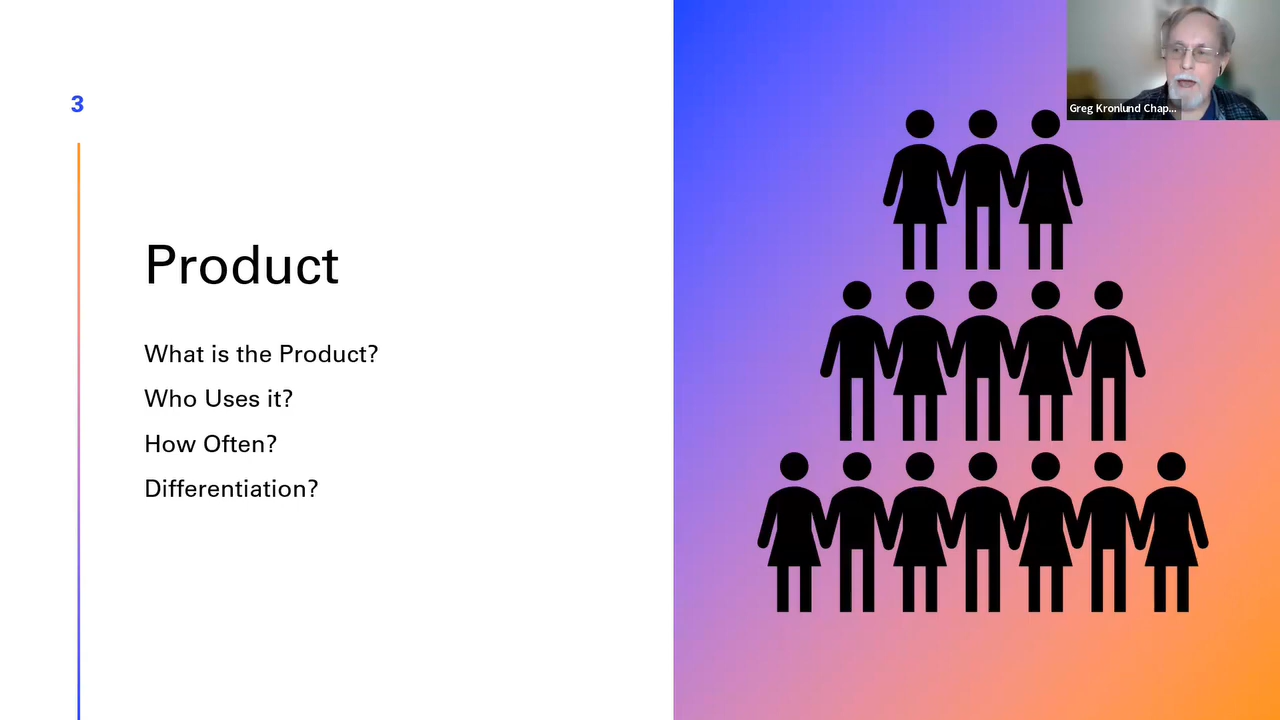 3
Greg Kronlund Chap...
Product
What is the Product?
Who Uses it?
How Often?
Differentiation?